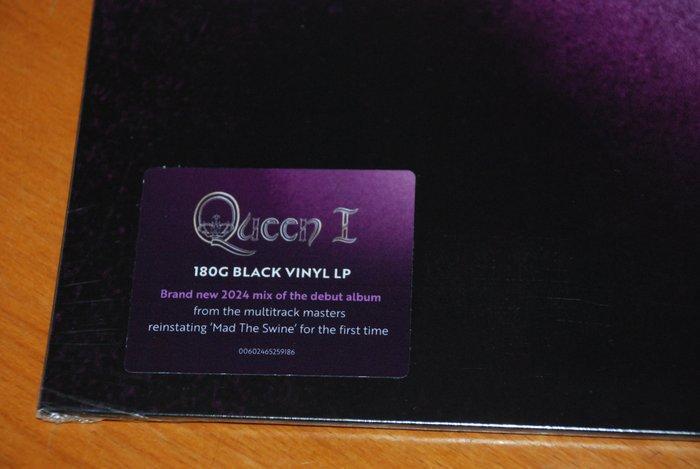 Queen I
180G BLACK VINYL LP
Brand new 2024 mix of the debut album
from the multitrack masters
reinstating ‘Mad The Swine’ for the first time
00602465259186